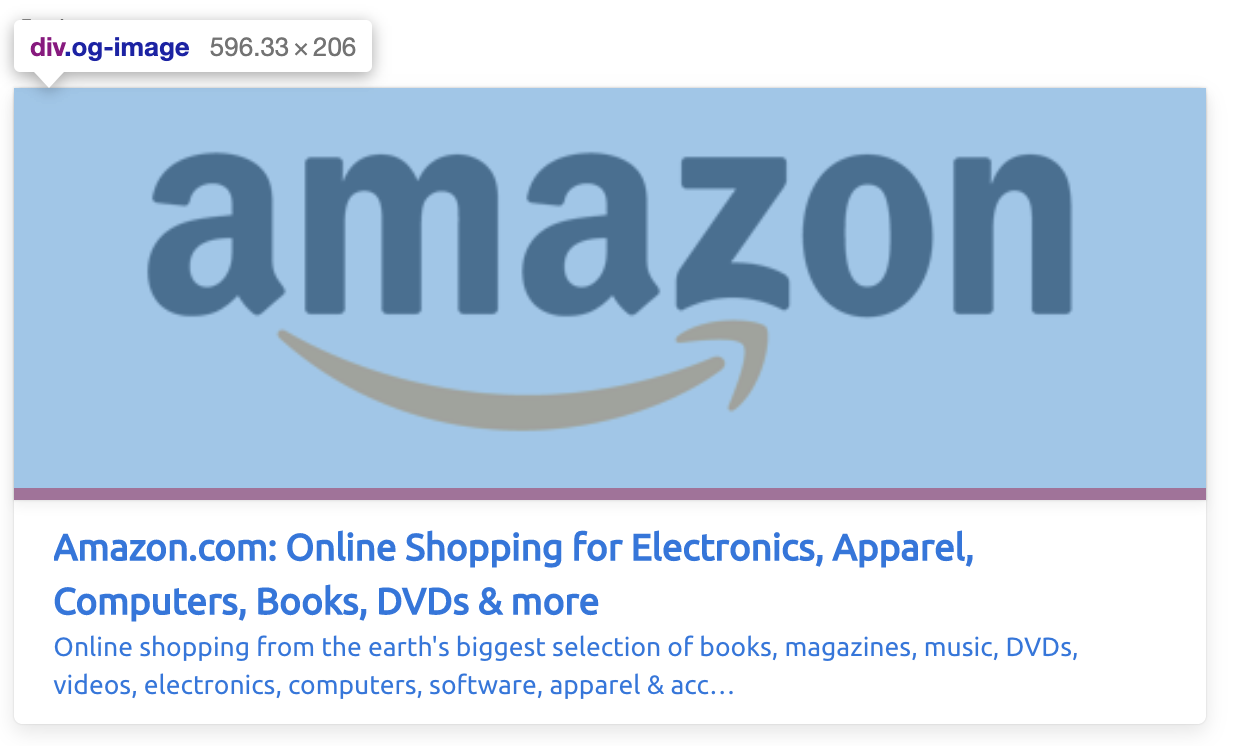 div.og-image 596.33 × 206
amazon
Amazon.com: Online Shopping for Electronics, Apparel,
Computers, Books, DVDs & more
Online shopping from the earth's biggest selection of books, magazines, music, DVDs,
videos, electronics, computers, software, apparel & acc…